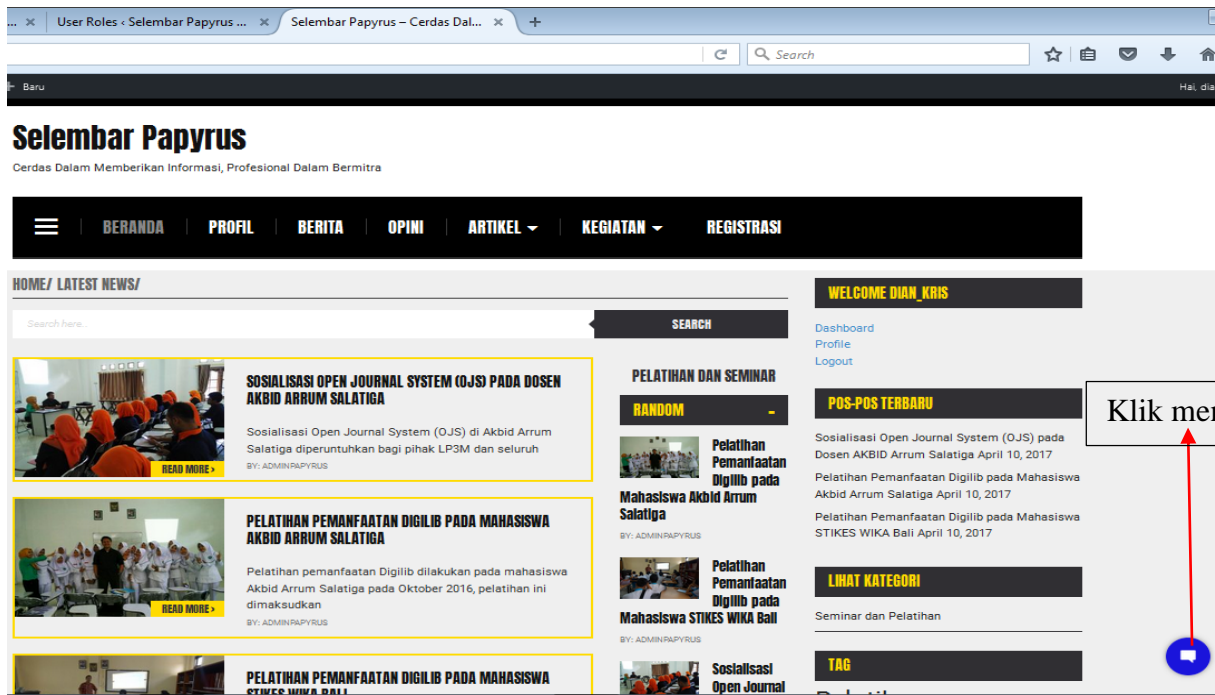 ...
User Roles ‹ Selembar Papyrus ...
Selembar Papyrus – Cerdas Dal...
Search
Baru
Hai, dia
Selembar Papyrus
Cerdas Dalam Memberikan Informasi, Profesional Dalam Bermitra
BERANDA PROFIL BERITA OPINI ARTIKEL KEGIATAN REGISTRASI
HOME/ LATEST NEWS/
Search here..
SEARCH
SOSIALISASI OPEN JOURNAL SYSTEM (OJS) PADA DOSEN
AKBID ARRUM SALATIGA
Sosialisasi Open Journal System (OJS) di Akbid Arrum
Salatiga diperuntuhkan bagi pihak LP3M dan seluruh
BY: ADMINPAPYRUS
READ MORE ›
PELATIHAN PEMANFAATAN DIGILIB PADA MAHASISWA
AKBID ARRUM SALATIGA
Pelatihan pemanfaatan Digilib dilakukan pada mahasiswa
Akbid Arrum Salatiga pada Oktober 2016, pelatihan ini
dimaksudkan
BY: ADMINPAPYRUS
READ MORE ›
PELATIHAN PEMANFAATAN DIGILIB PADA MAHASISWA
STIKES WIKA BALI
PELATIHAN DAN SEMINAR
RANDOM –
Pelatihan
Pemanfaatan
Digilib pada
Mahasiswa Akbid Arrum
Salatiga
BY: ADMINPAPYRUS
Pelatihan
Pemanfaatan
Digilib pada
Mahasiswa STIKES WIKA Bali
BY: ADMINPAPYRUS
Sosialisasi
Open Journal
WELCOME DIAN_KRIS
Dashboard
Profile
Logout
POS-POS TERBARU
Sosialisasi Open Journal System (OJS) pada
Dosen AKBID Arrum Salatiga April 10, 2017
Pelatihan Pemanfaatan Digilib pada Mahasiswa
Akbid Arrum Salatiga April 10, 2017
Pelatihan Pemanfaatan Digilib pada Mahasiswa
STIKES WIKA Bali April 10, 2017
LIHAT KATEGORI
Seminar dan Pelatihan
TAG
Klik mer